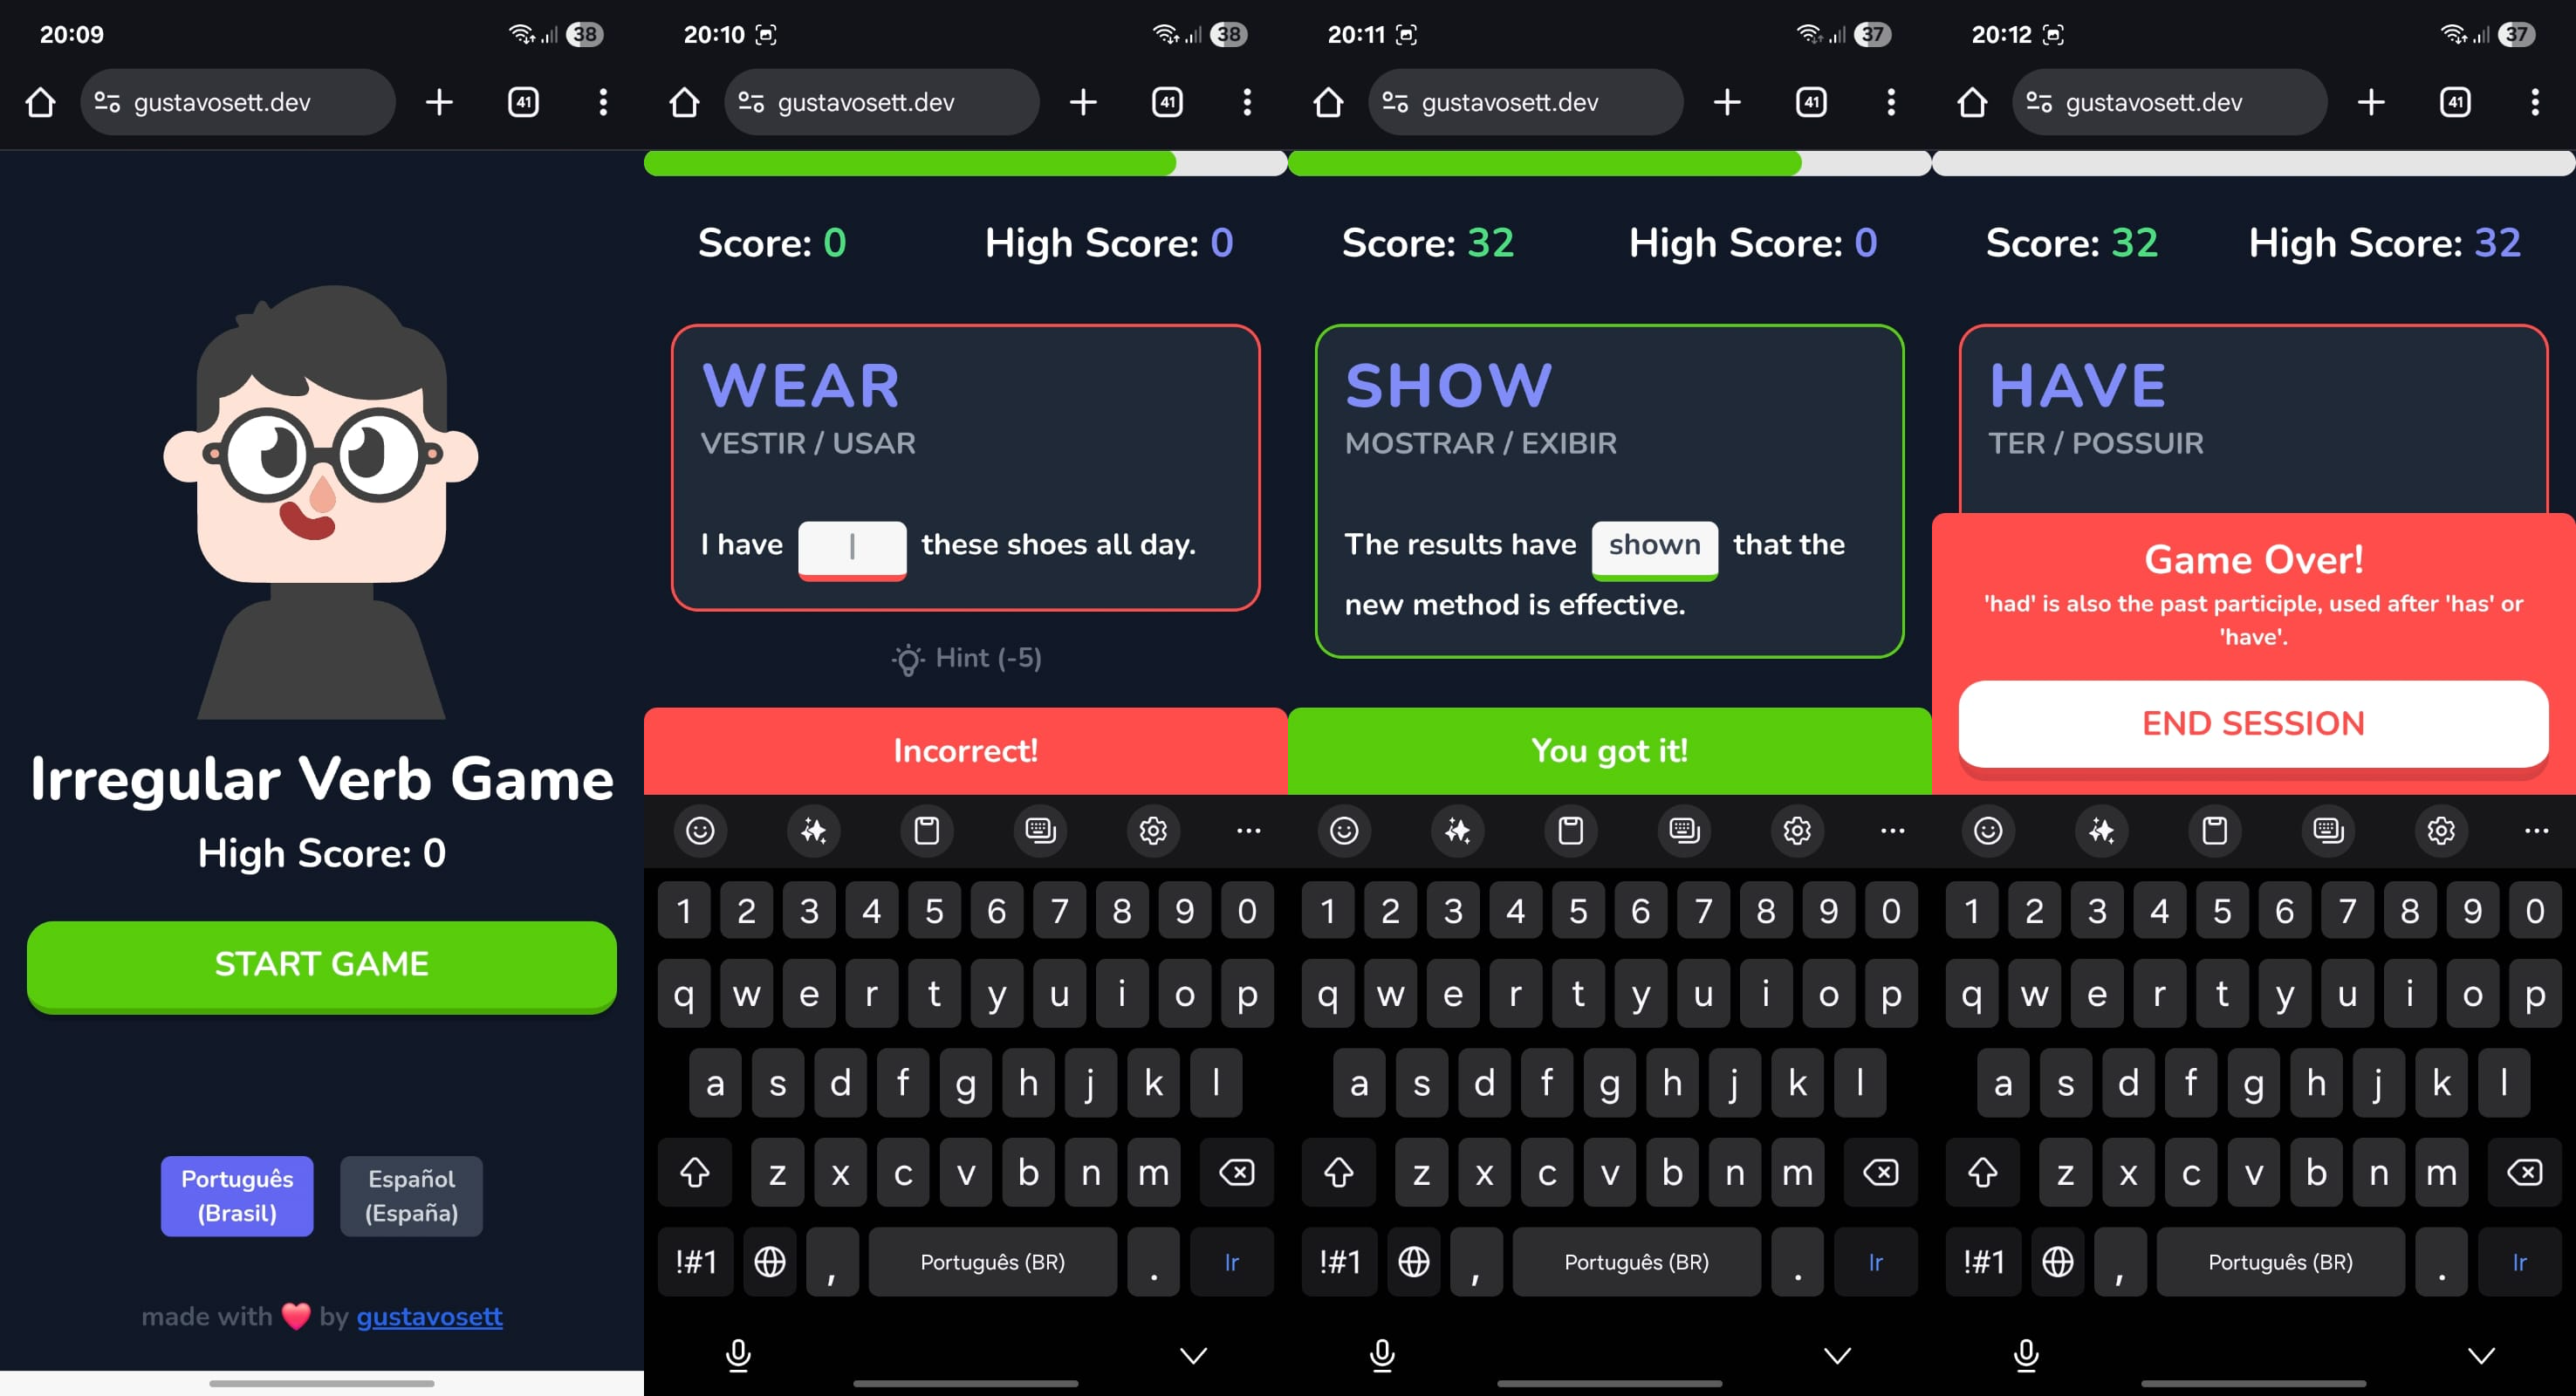 20:09
38
gustavosett.dev
41
Irregular Verb Game
High Score: 0
START GAME
Português
(Brasil)
Español
(España)
made with ❤️ by gustavosett
20:10
38
gustavosett.dev
41
Score: 0
High Score: 0
WEAR
VESTIR / USAR
I have these shoes all day.
Hint (-5)
Incorrect!
1 2 3 4 5 6 7 8 9 0
q w e r t y u i o p
a s d f g h j k l
z x c v b n m
!#1 , Português (BR) . Ir
20:11
37
gustavosett.dev
41
Score: 32
High Score: 0
SHOW
MOSTRAR / EXIBIR
The results have shown that the
new method is effective.
You got it!
1 2 3 4 5 6 7 8 9 0
q w e r t y u i o p
a s d f g h j k l
z x c v b n m
!#1 , Português (BR) . Ir
20:12
37
gustavosett.dev
41
Score: 32
High Score: 32
HAVE
TER / POSSUIR
Game Over!
'had' is also the past participle, used after 'has' or
'have'.
END SESSION
1 2 3 4 5 6 7 8 9 0
q w e r t y u i o p
a s d f g h j k l
z x c v b n m
!#1 , Português (BR) . Ir